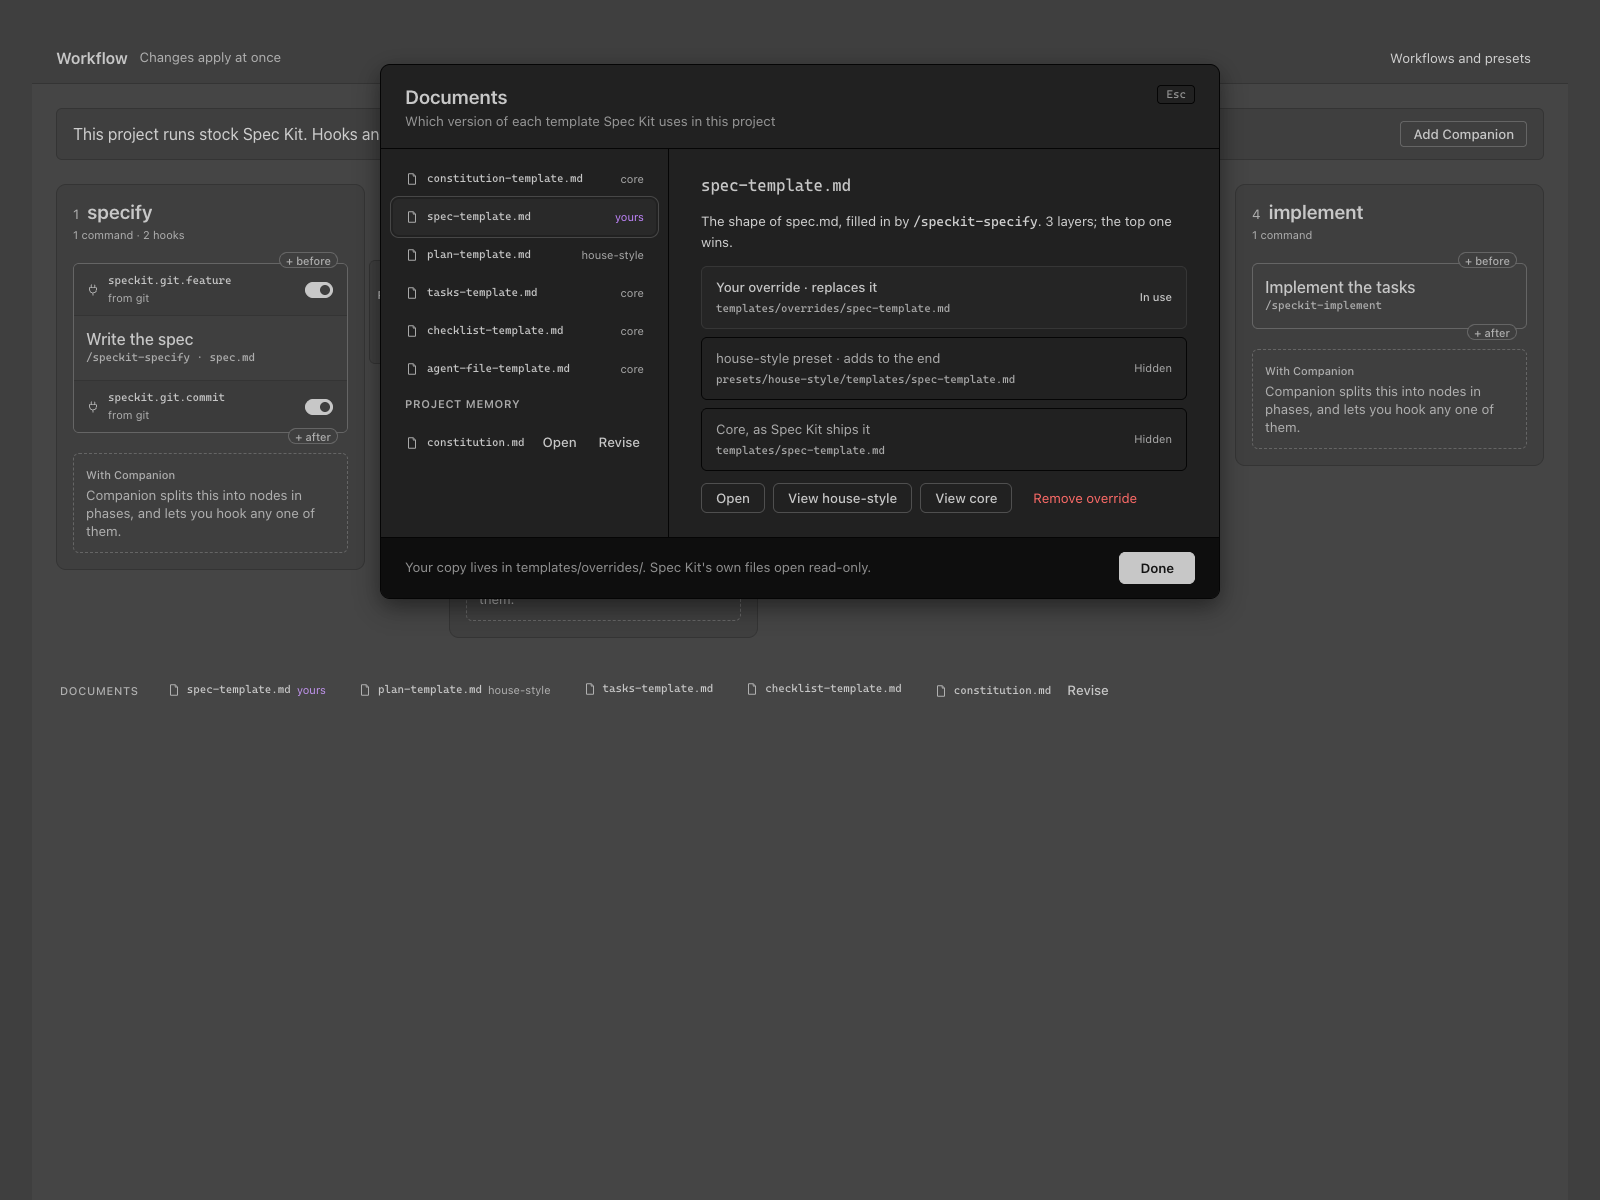 Workflow Changes apply at once
Workflows and presets
This project runs stock Spec Kit. Hooks an
Add Companion
1 specify
1 command · 2 hooks
+ before
speckit.git.feature
from git
Write the spec
/speckit-specify · spec.md
speckit.git.commit
from git
+ after
With Companion
Companion splits this into nodes in
phases, and lets you hook any one of
them.
Documents
Esc
Which version of each template Spec Kit uses in this project
constitution-template.md core
spec-template.md yours
plan-template.md house-style
tasks-template.md core
checklist-template.md core
agent-file-template.md core
PROJECT MEMORY
constitution.md Open Revise
spec-template.md
The shape of spec.md, filled in by /speckit-specify. 3 layers; the top one
wins.
Your override · replaces it
templates/overrides/spec-template.md
In use
house-style preset · adds to the end
presets/house-style/templates/spec-template.md
Hidden
Core, as Spec Kit ships it
templates/spec-template.md
Hidden
Open View house-style View core Remove override
Your copy lives in templates/overrides/. Spec Kit's own files open read-only.
Done
them.
4 implement
1 command
+ before
Implement the tasks
/speckit-implement
+ after
With Companion
Companion splits this into nodes in
phases, and lets you hook any one of
them.
DOCUMENTS spec-template.md yours plan-template.md house-style tasks-template.md checklist-template.md constitution.md Revise